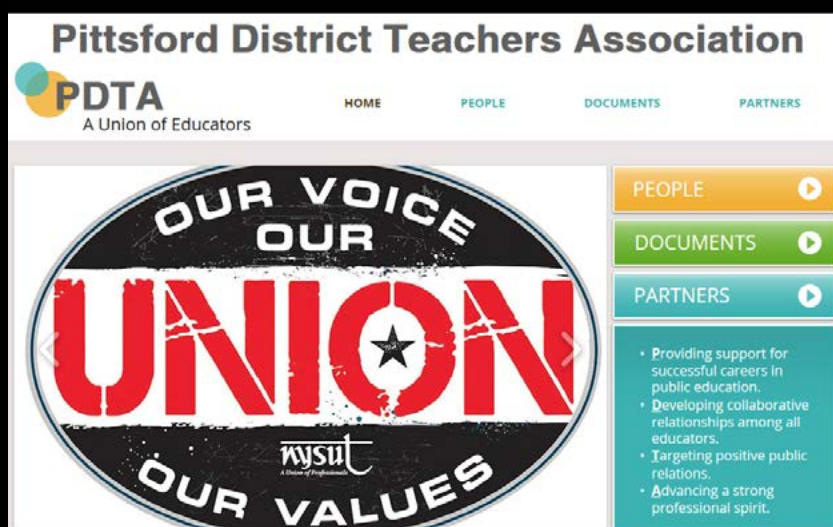 Pittsford District Teachers Association
PDTA
A Union of Educators
HOME PEOPLE DOCUMENTS PARTNERS
OUR VOICE
OUR
UNION
nysut
A Union of Professionals
OUR VALUES
PEOPLE
DOCUMENTS
PARTNERS
• Providing support for
successful careers in
public education.
• Developing collaborative
relationships among all
educators.
• Targeting positive public
relations.
• Advancing a strong
professional spirit.